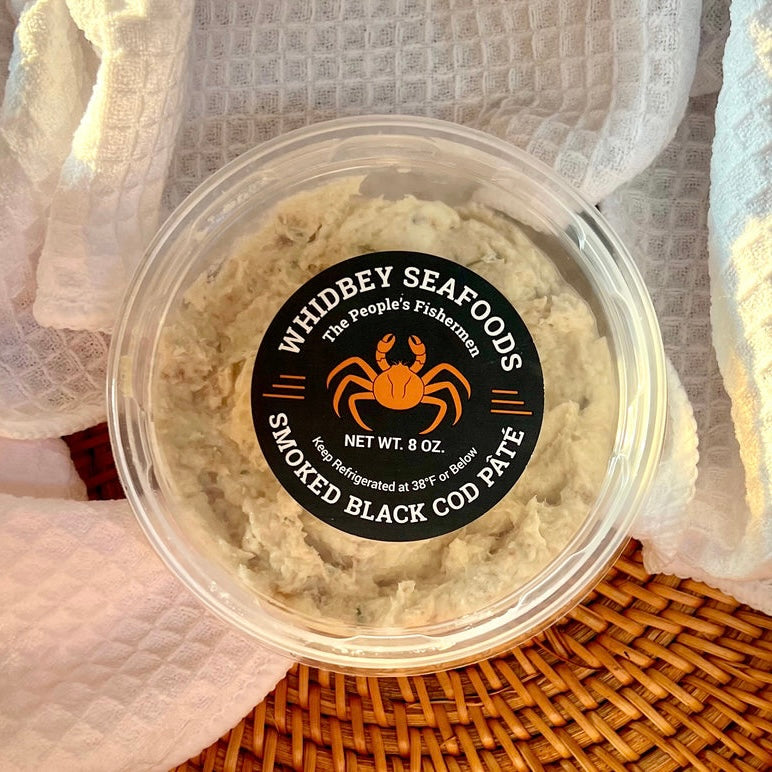 WHIDBEY SEAFOODS
The People's Fishermen
NET WT. 8 OZ.
Keep Refrigerated at 38°F or Below
SMOKED BLACK COD PÂTÉ